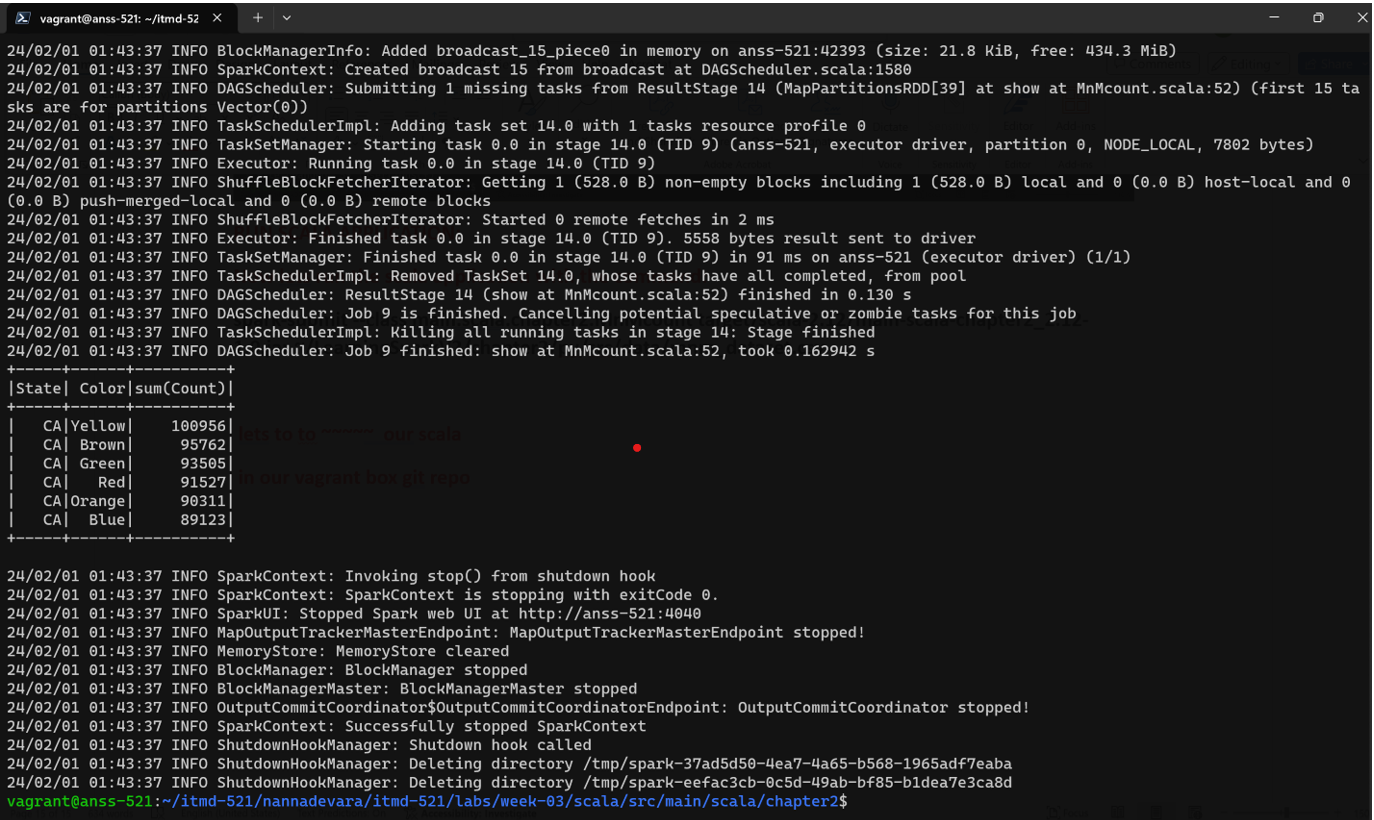 vagrant@anss-521: ~/itmd-52
24/02/01 01:43:37 INFO BlockManagerInfo: Added broadcast_15_piece0 in memory on anss-521:42393 (size: 21.8 KiB, free: 434.3 MiB)
24/02/01 01:43:37 INFO SparkContext: Created broadcast 15 from broadcast at DAGScheduler.scala:1580
24/02/01 01:43:37 INFO DAGScheduler: Submitting 1 missing tasks from ResultStage 14 (MapPartitionsRDD[39] at show at MnMcount.scala:52) (first 15 ta
sks are for partitions Vector(0))
24/02/01 01:43:37 INFO TaskSchedulerImpl: Adding task set 14.0 with 1 tasks resource profile 0
24/02/01 01:43:37 INFO TaskSetManager: Starting task 0.0 in stage 14.0 (TID 9) (anss-521, executor driver, partition 0, NODE_LOCAL, 7802 bytes)
24/02/01 01:43:37 INFO Executor: Running task 0.0 in stage 14.0 (TID 9)
24/02/01 01:43:37 INFO ShuffleBlockFetcherIterator: Getting 1 (528.0 B) non-empty blocks including 1 (528.0 B) local and 0 (0.0 B) host-local and 0
(0.0 B) push-merged-local and 0 (0.0 B) remote blocks
24/02/01 01:43:37 INFO ShuffleBlockFetcherIterator: Started 0 remote fetches in 2 ms
24/02/01 01:43:37 INFO Executor: Finished task 0.0 in stage 14.0 (TID 9). 5558 bytes result sent to driver
24/02/01 01:43:37 INFO TaskSetManager: Finished task 0.0 in stage 14.0 (TID 9) in 91 ms on anss-521 (executor driver) (1/1)
24/02/01 01:43:37 INFO TaskSchedulerImpl: Removed TaskSet 14.0, whose tasks have all completed, from pool
24/02/01 01:43:37 INFO DAGScheduler: ResultStage 14 (show at MnMcount.scala:52) finished in 0.130 s
24/02/01 01:43:37 INFO DAGScheduler: Job 9 is finished. Cancelling potential speculative or zombie tasks for this job
24/02/01 01:43:37 INFO TaskSchedulerImpl: Killing all running tasks in stage 14: Stage finished
24/02/01 01:43:37 INFO DAGScheduler: Job 9 finished: show at MnMcount.scala:52, took 0.162942 s
+-----+------+----------+
|State| Color|sum(Count)|
+-----+------+----------+
|   CA|Yellow|    100956|
|   CA| Brown|     95762|
|   CA| Green|     93505|
|   CA|   Red|     91527|
|   CA|Orange|     90311|
|   CA|  Blue|     89123|
+-----+------+----------+
lets to to our scala
in our vagrant box git repo
24/02/01 01:43:37 INFO SparkContext: Invoking stop() from shutdown hook
24/02/01 01:43:37 INFO SparkContext: SparkContext is stopping with exitCode 0.
24/02/01 01:43:37 INFO SparkUI: Stopped Spark web UI at http://anss-521:4040
24/02/01 01:43:37 INFO MapOutputTrackerMasterEndpoint: MapOutputTrackerMasterEndpoint stopped!
24/02/01 01:43:37 INFO MemoryStore: MemoryStore cleared
24/02/01 01:43:37 INFO BlockManager: BlockManager stopped
24/02/01 01:43:37 INFO BlockManagerMaster: BlockManagerMaster stopped
24/02/01 01:43:37 INFO OutputCommitCoordinator$OutputCommitCoordinatorEndpoint: OutputCommitCoordinator stopped!
24/02/01 01:43:37 INFO SparkContext: Successfully stopped SparkContext
24/02/01 01:43:37 INFO ShutdownHookManager: Shutdown hook called
24/02/01 01:43:37 INFO ShutdownHookManager: Deleting directory /tmp/spark-37ad5d50-4ea7-4a65-b568-1965adf7eaba
24/02/01 01:43:37 INFO ShutdownHookManager: Deleting directory /tmp/spark-eefac3cb-0c5d-49ab-bf85-b1dea7e3ca8d
vagrant@anss-521:~/itmd-521/nannadevara/itmd-521/labs/week-03/scala/src/main/scala/chapter2$